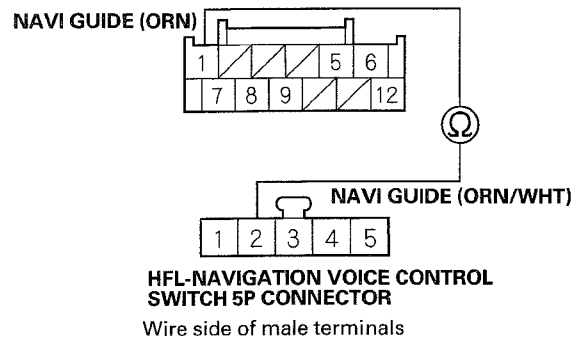 NAVI GUIDE (ORN)
1 5 6
7 8 9 12
Ω
NAVI GUIDE (ORN/WHT)
1 2 3 4 5
HFL-NAVIGATION VOICE CONTROL
SWITCH 5P CONNECTOR
Wire side of male terminals